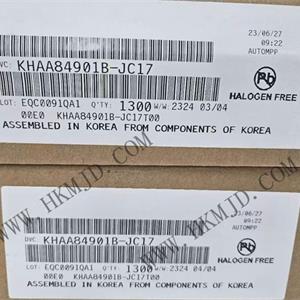 23/06/27
09:22
AUTOMPP
DVC: KHAA84901B-JC17
Pb
HALOGEN FREE
LOT: EQC0091QA1 Q'TY: 1300 W/W: 2324 03/04
00E0 KHAA84901B-JC17T00
ASSEMBLED IN KOREA FROM COMPONENTS OF KOREA
WWW.HKMJD.COM
23/06/27
09:22
AUTOMPP
DVC: KHAA84901B-JC17
Pb
HALOGEN FREE
LOT: EQC0091QA1 Q'TY: 1300 W/W: 2324 04/04
00E0 KHAA84901B-JC17T00
ASSEMBLED IN KOREA FROM COMPONENTS OF KOREA